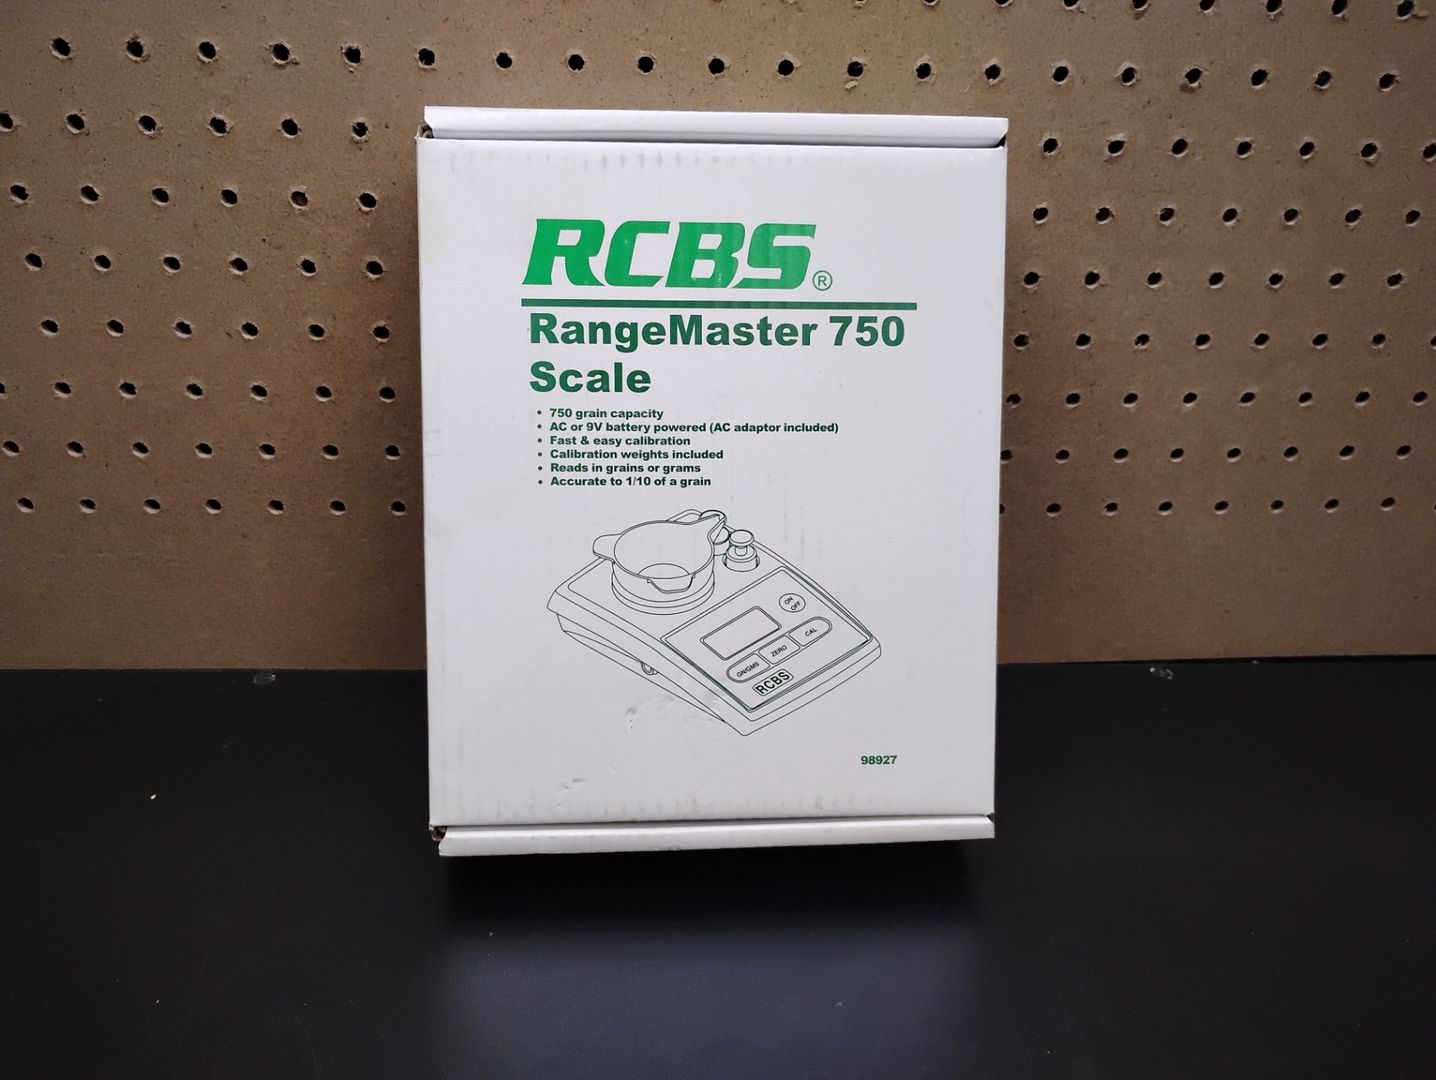 RCBS®
RangeMaster 750
Scale
• 750 grain capacity
• AC or 9V battery powered (AC adaptor included)
• Fast & easy calibration
• Calibration weights included
• Reads in grains or grams
• Accurate to 1/10 of a grain
ON
OFF
CAL
ZERO
GN/GMS
RCBS
98927